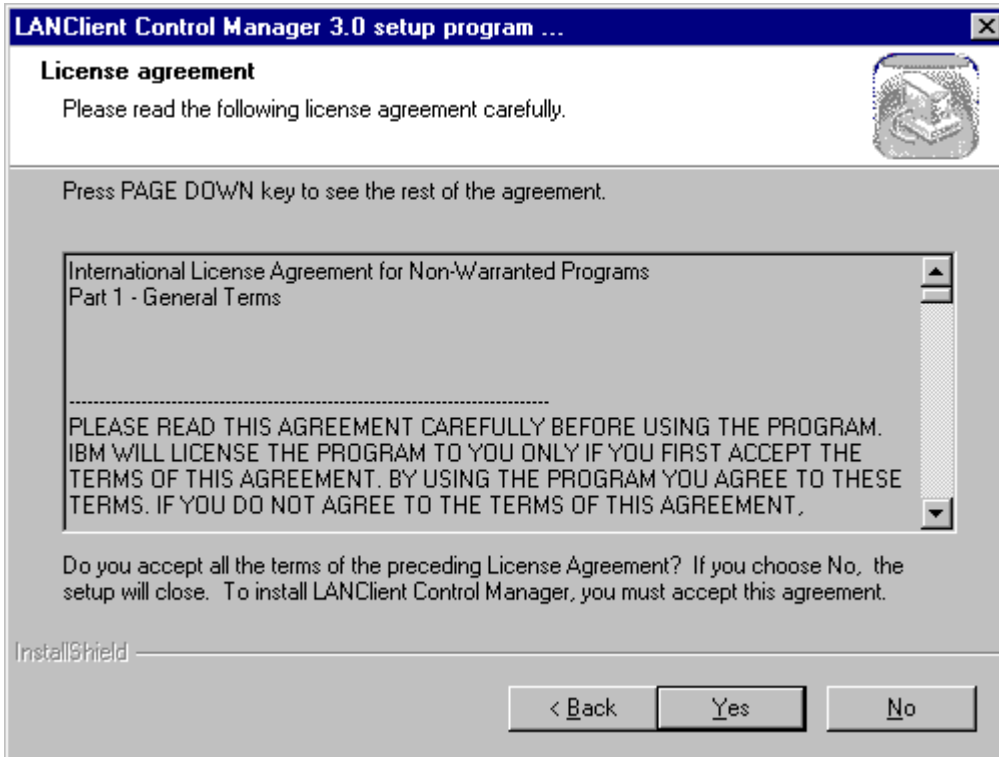 LANClient Control Manager 3.0 setup program ...
License agreement
Please read the following license agreement carefully.
Press PAGE DOWN key to see the rest of the agreement.
International License Agreement for Non-Warranted Programs
Part 1 - General Terms
--------------------------------------------------------------------------------
PLEASE READ THIS AGREEMENT CAREFULLY BEFORE USING THE PROGRAM.
IBM WILL LICENSE THE PROGRAM TO YOU ONLY IF YOU FIRST ACCEPT THE
TERMS OF THIS AGREEMENT. BY USING THE PROGRAM YOU AGREE TO THESE
TERMS. IF YOU DO NOT AGREE TO THE TERMS OF THIS AGREEMENT,
Do you accept all the terms of the preceding License Agreement? If you choose No, the
setup will close. To install LANClient Control Manager, you must accept this agreement.
InstallShield
< Back Yes No